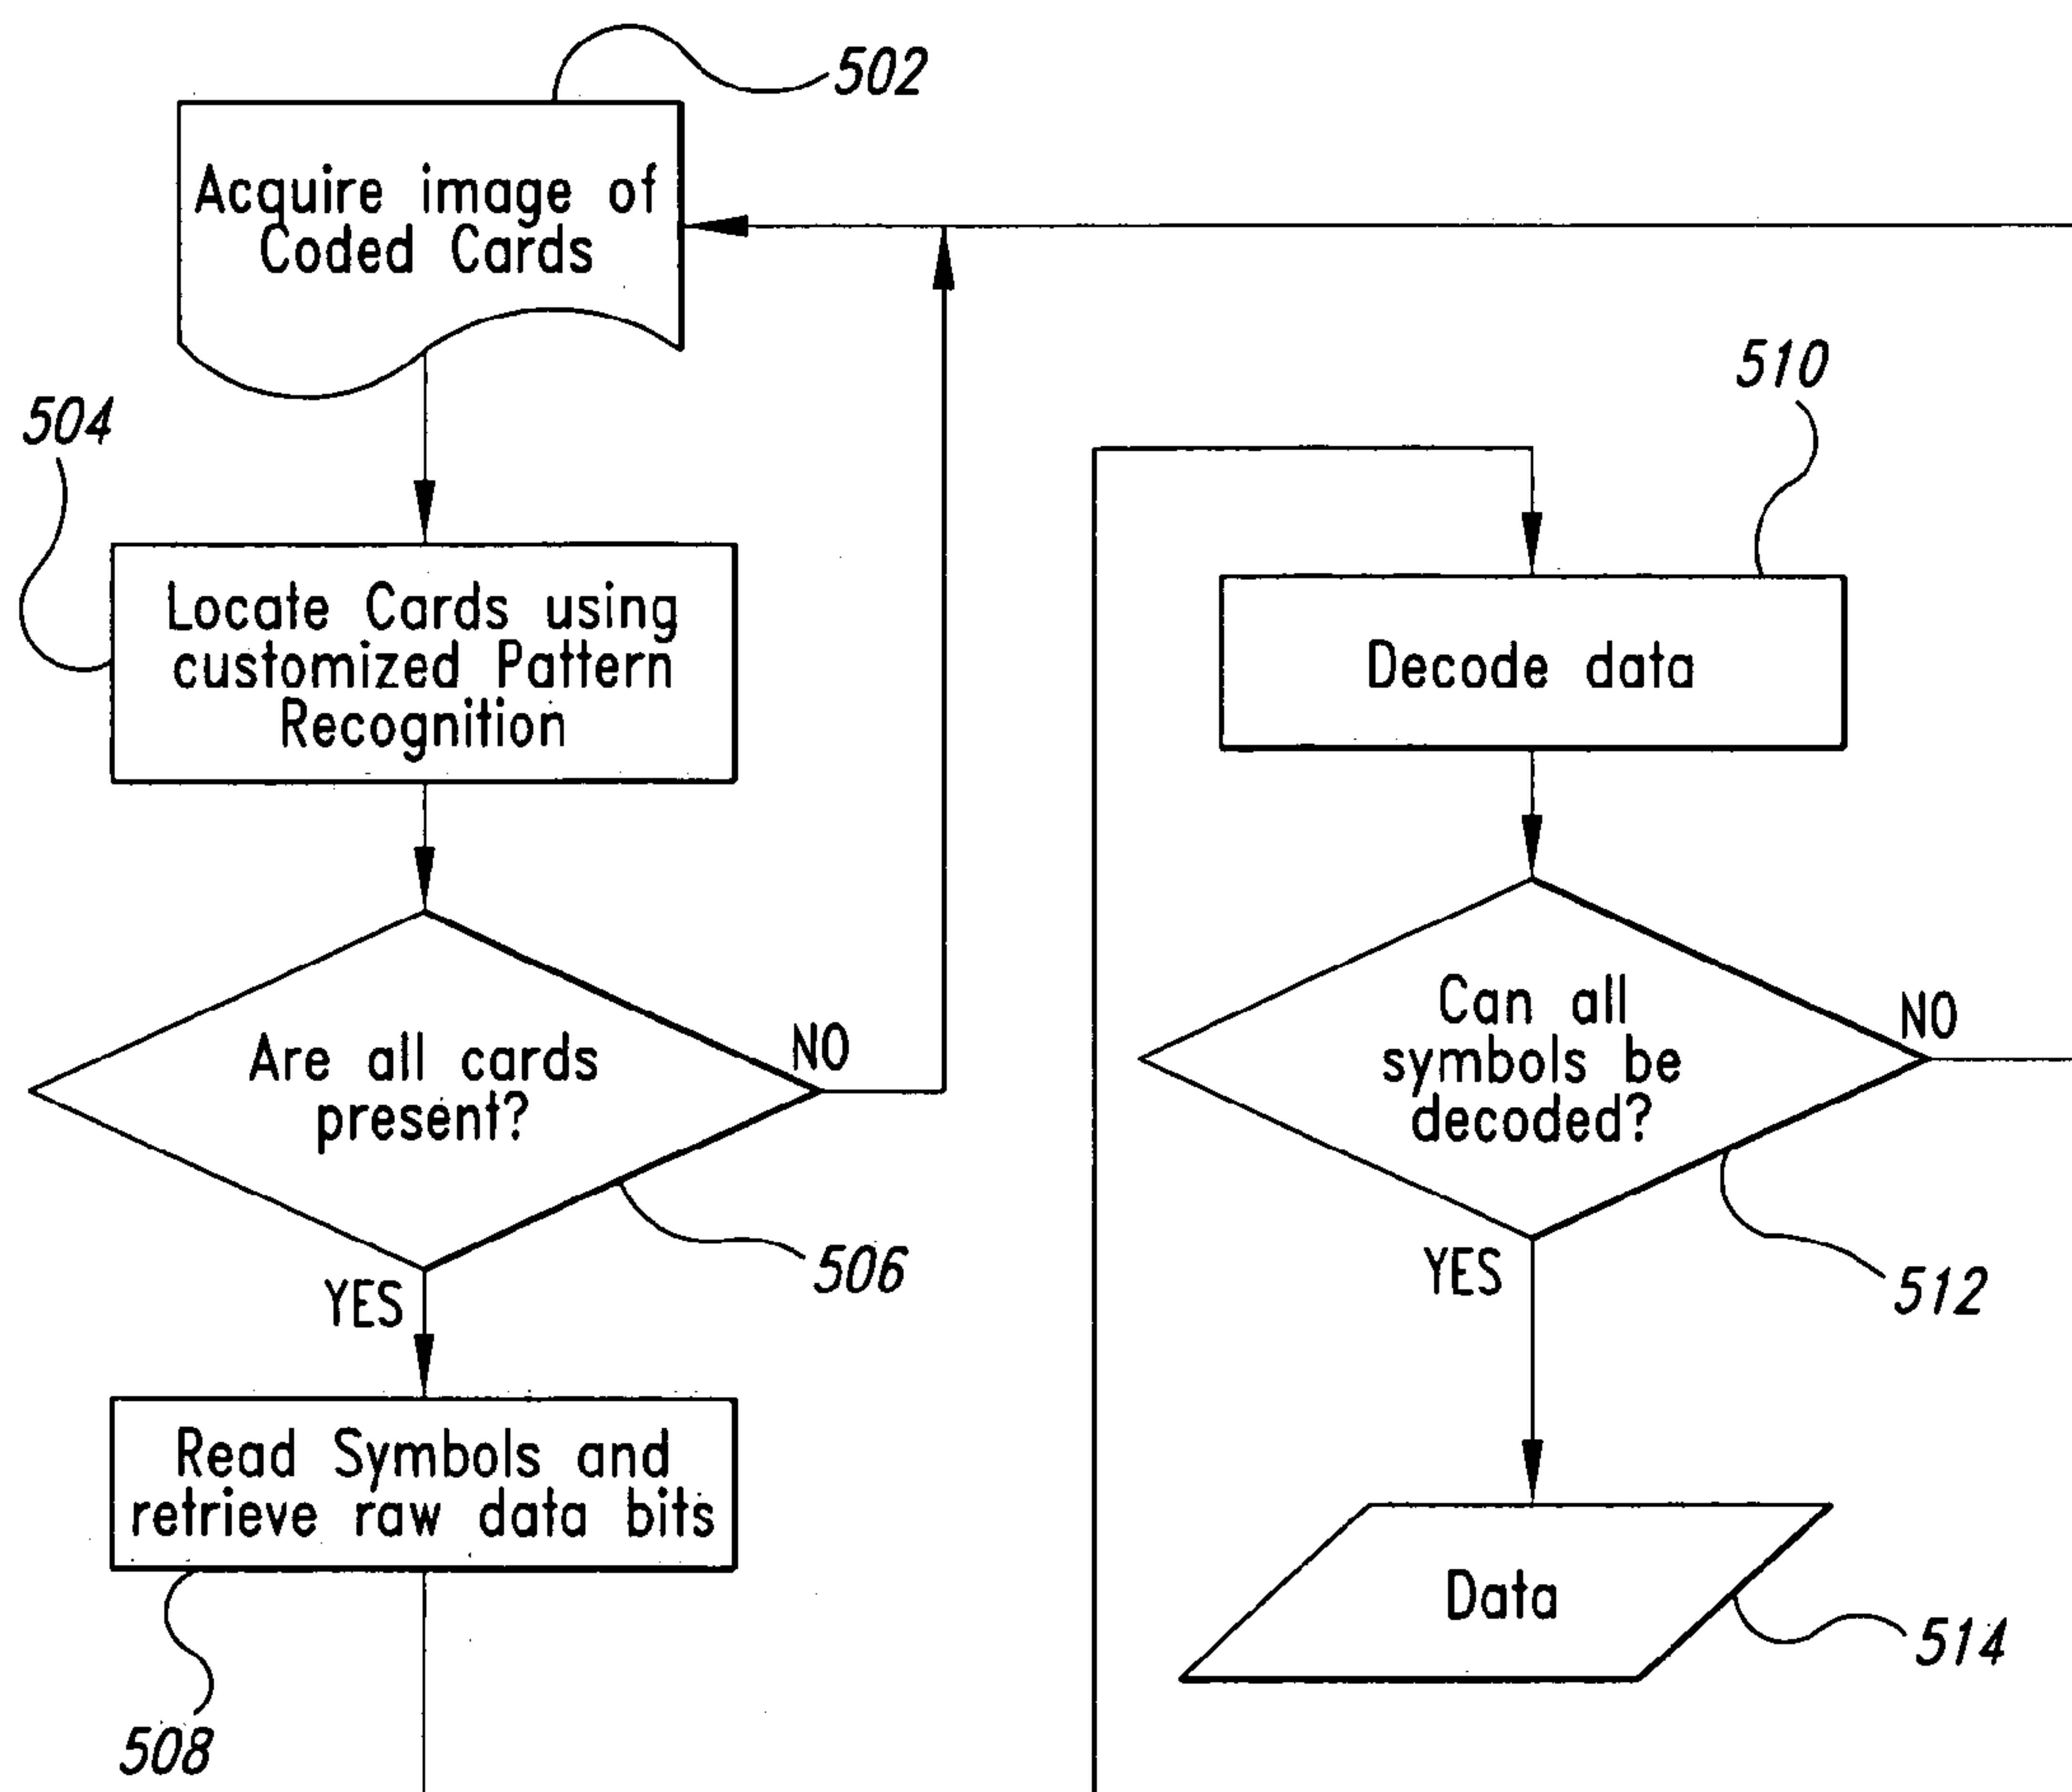 502
Acquire image of
Coded Cards
504
Locate Cards using
customized Pattern
Recognition
Are all cards
present?
NO
506
YES
Read Symbols and
retrieve raw data bits
508
510
Decode data
Can all
symbols be
decoded?
NO
512
YES
Data
514